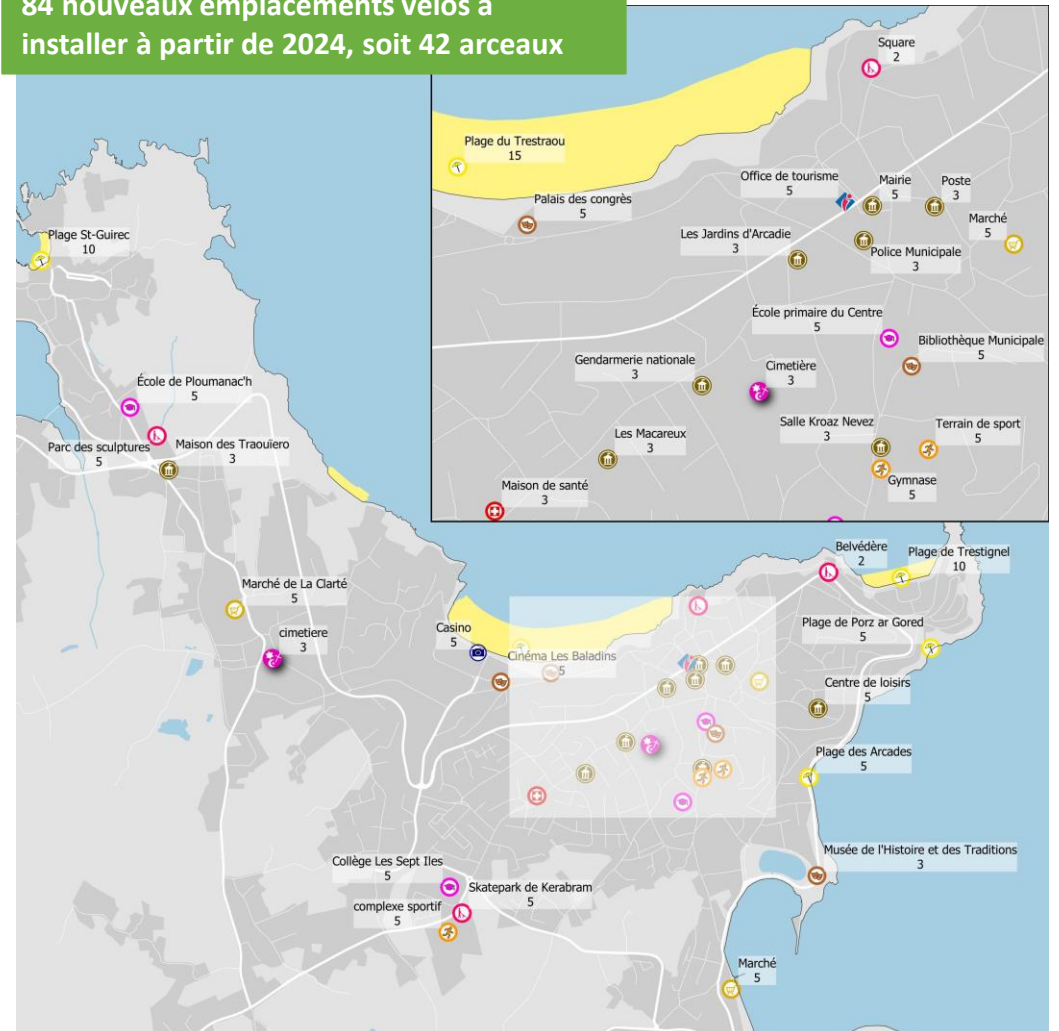 84 nouveaux emplacements vélos à
installer à partir de 2024, soit 42 arceaux
Square
2
Plage du Trestraou
15
Palais des congrès
5
Office de tourisme
5
Mairie
5
Poste
3
Marché
5
Les Jardins d'Arcadie
3
Police Municipale
3
École primaire du Centre
5
Bibliothèque Municipale
5
Gendarmerie nationale
3
Cimetière
3
Salle Kroaz Nevez
3
Terrain de sport
5
Les Macareux
3
Gymnase
5
Maison de santé
3
Plage St-Guirec
10
École de Ploumanac'h
5
Parc des sculptures
5
Maison des Traouïero
3
Marché de La Clarté
5
cimetiere
3
Casino
5
Cinéma Les Baladins
5
Belvédère
2
Plage de Trestignel
10
Plage de Porz ar Gored
5
Centre de loisirs
5
Plage des Arcades
5
Musée de l'Histoire et des Traditions
3
Collège Les Sept Iles
5
Skatepark de Kerabram
5
complexe sportif
5
Marché
5